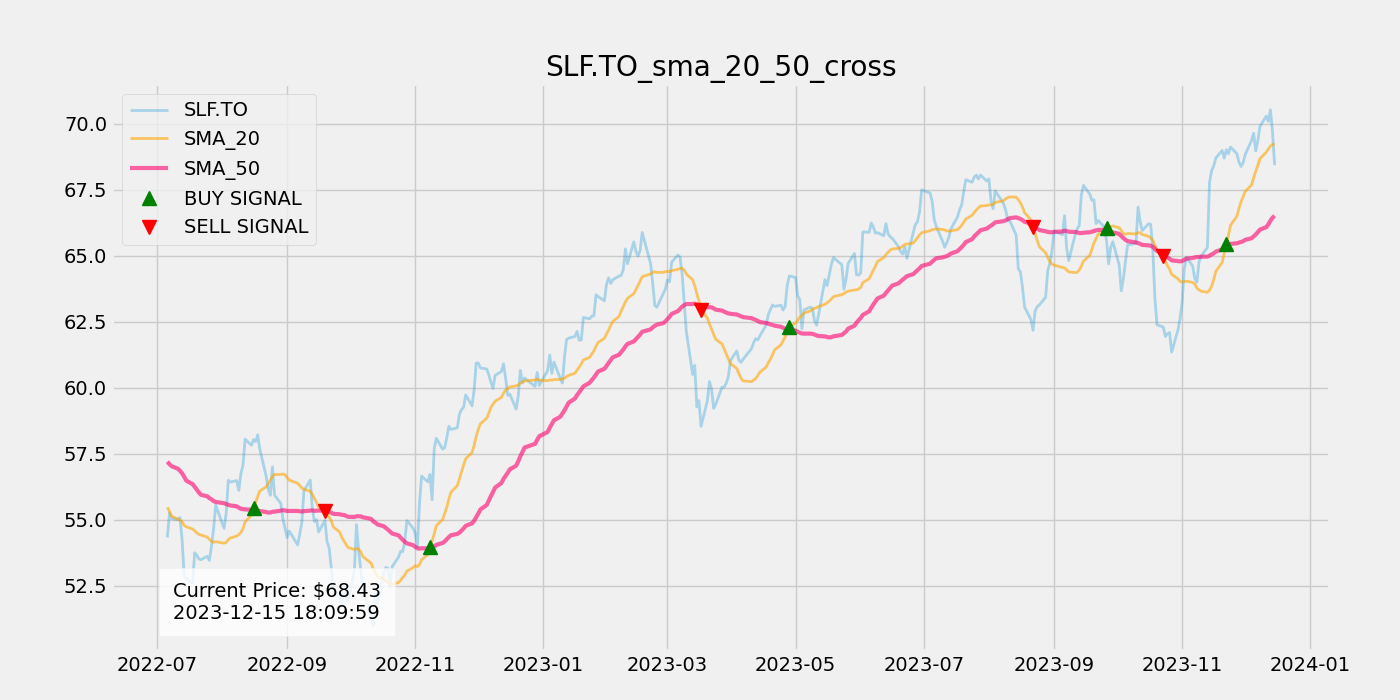 SLF.TO_sma_20_50_cross
SLF.TO
SMA_20
SMA_50
BUY SIGNAL
SELL SIGNAL
70.0
67.5
65.0
62.5
60.0
57.5
55.0
52.5
Current Price: $68.43
2023-12-15 18:09:59
2022-07 2022-09 2022-11 2023-01 2023-03 2023-05 2023-07 2023-09 2023-11 2024-01